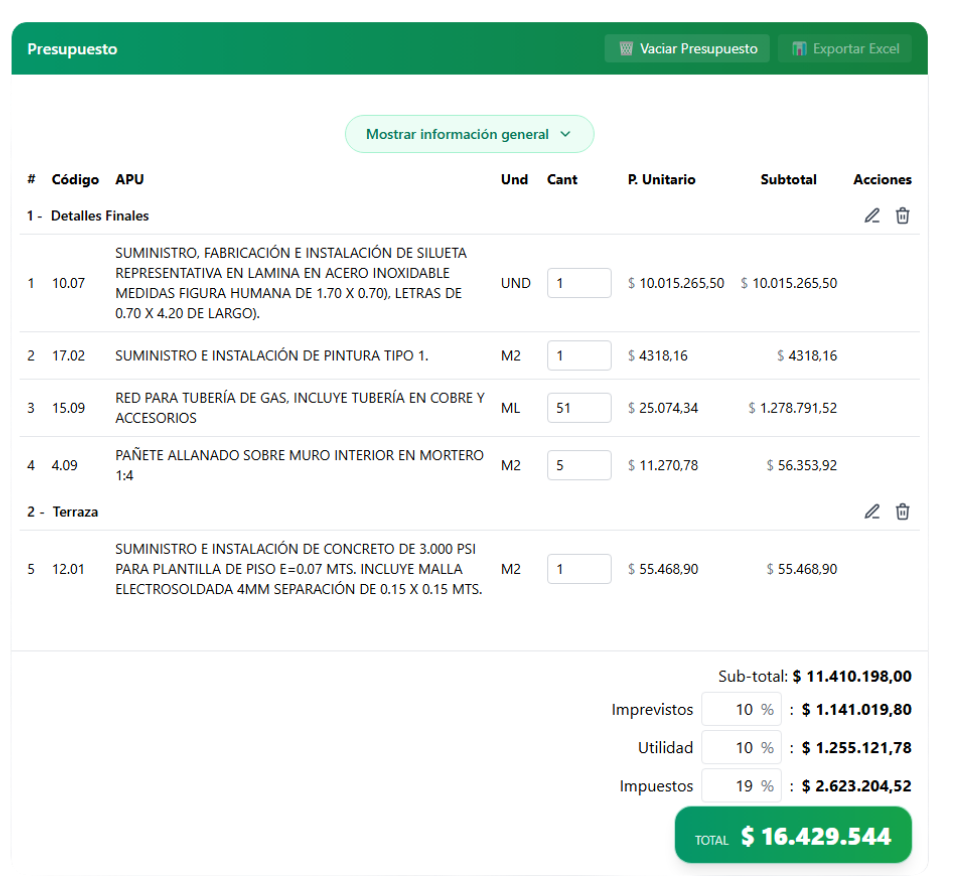 Presupuesto
Vaciar Presupuesto
Exportar Excel
Mostrar información general
# Código APU Und Cant P. Unitario Subtotal Acciones
1 - Detalles Finales
SUMINISTRO, FABRICACIÓN E INSTALACIÓN DE SILUETA
REPRESENTATIVA EN LAMINA EN ACERO INOXIDABLE
1 10.07 UND 1 $ 10.015.265,50 $ 10.015.265,50
MEDIDAS FIGURA HUMANA DE 1.70 X 0.70), LETRAS DE
0.70 X 4.20 DE LARGO).
2 17.02 SUMINISTRO E INSTALACIÓN DE PINTURA TIPO 1. M2 1 $ 4318,16 $ 4318,16
RED PARA TUBERÍA DE GAS, INCLUYE TUBERÍA EN COBRE Y
3 15.09 ML 51 $ 25.074,34 $ 1.278.791,52
ACCESORIOS
PAÑETE ALLANADO SOBRE MURO INTERIOR EN MORTERO
4 4.09 M2 5 $ 11.270,78 $ 56.353,92
1:4
2 - Terraza
SUMINISTRO E INSTALACIÓN DE CONCRETO DE 3.000 PSI
5 12.01 PARA PLANTILLA DE PISO E=0.07 MTS. INCLUYE MALLA M2 1 $ 55.468,90 $ 55.468,90
ELECTROSOLDADA 4MM SEPARACIÓN DE 0.15 X 0.15 MTS.
Sub-total: $ 11.410.198,00
Imprevistos 10 % : $ 1.141.019,80
Utilidad 10 % : $ 1.255.121,78
Impuestos 19 % : $ 2.623.204,52
TOTAL $ 16.429.544